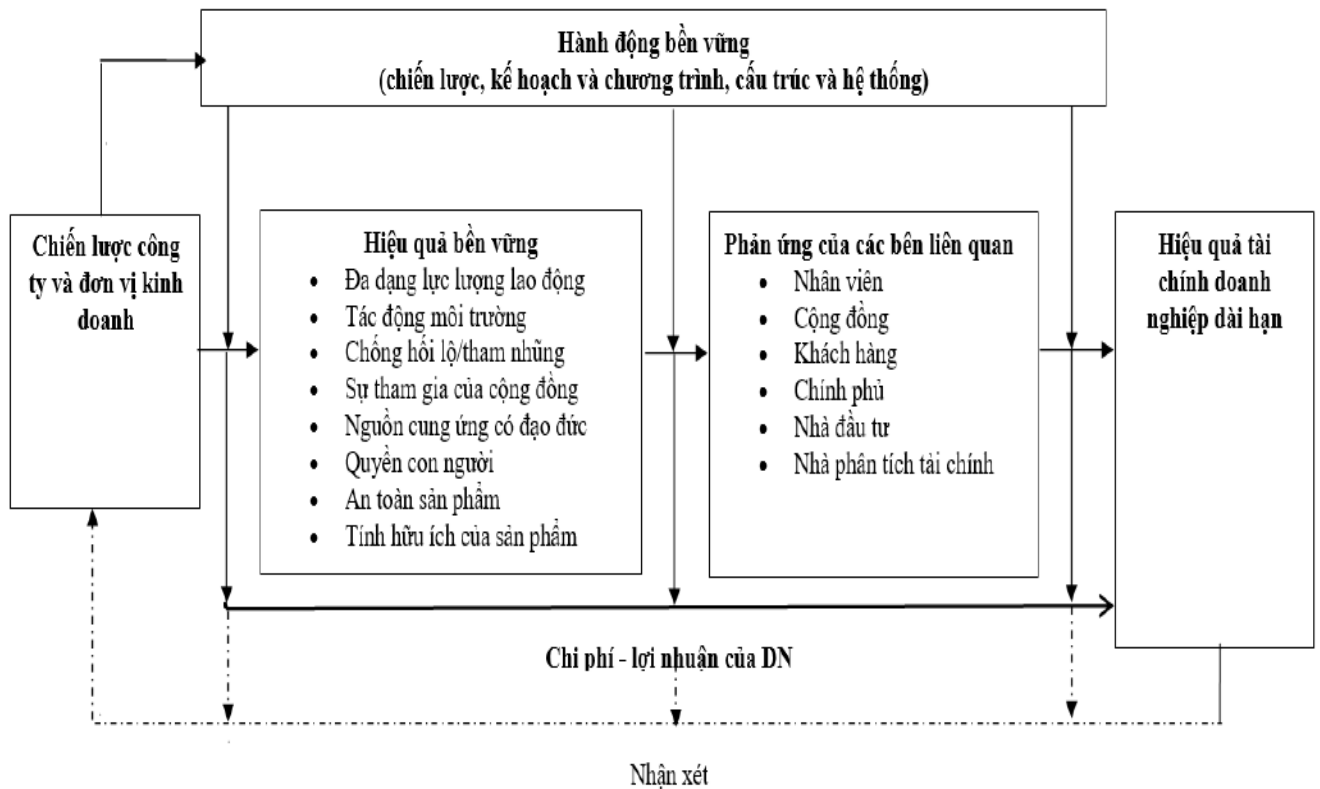 Hành động bền vững
(chiến lược, kế hoạch và chương trình, cấu trúc và hệ thống)
Chiến lược công
ty và đơn vị kinh
doanh
Hiệu quả bền vững
• Đa dạng lực lượng lao động
• Tác động môi trường
• Chống hối lộ/tham nhũng
• Sự tham gia của cộng đồng
• Nguồn cung ứng có đạo đức
• Quyền con người
• An toàn sản phẩm
• Tính hữu ích của sản phẩm
Phản ứng của các bên liên quan
• Nhân viên
• Cộng đồng
• Khách hàng
• Chính phủ
• Nhà đầu tư
• Nhà phân tích tài chính
Hiệu quả tài
chính doanh
nghiệp dài hạn
Chi phí - lợi nhuận của DN
Nhận xét